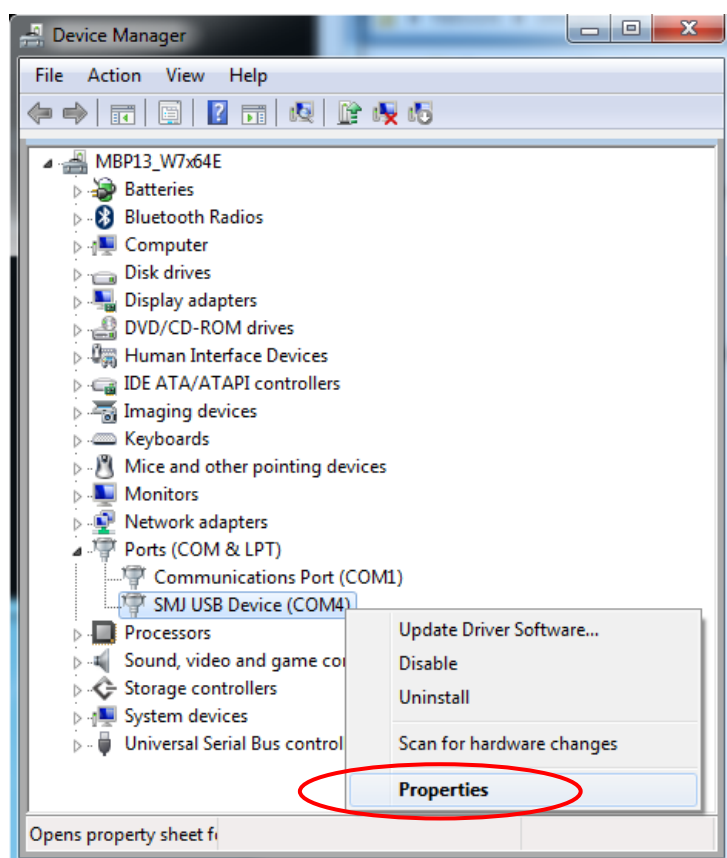 Device Manager
File Action View Help
MBP13_W7x64E
Batteries
Bluetooth Radios
Computer
Disk drives
Display adapters
DVD/CD-ROM drives
Human Interface Devices
IDE ATA/ATAPI controllers
Imaging devices
Keyboards
Mice and other pointing devices
Monitors
Network adapters
Ports (COM & LPT)
Communications Port (COM1)
SMJ USB Device (COM4)
Processors
Sound, video and game co
Storage controllers
System devices
Universal Serial Bus control
Update Driver Software...
Disable
Uninstall
Scan for hardware changes
Properties
Opens property sheet f